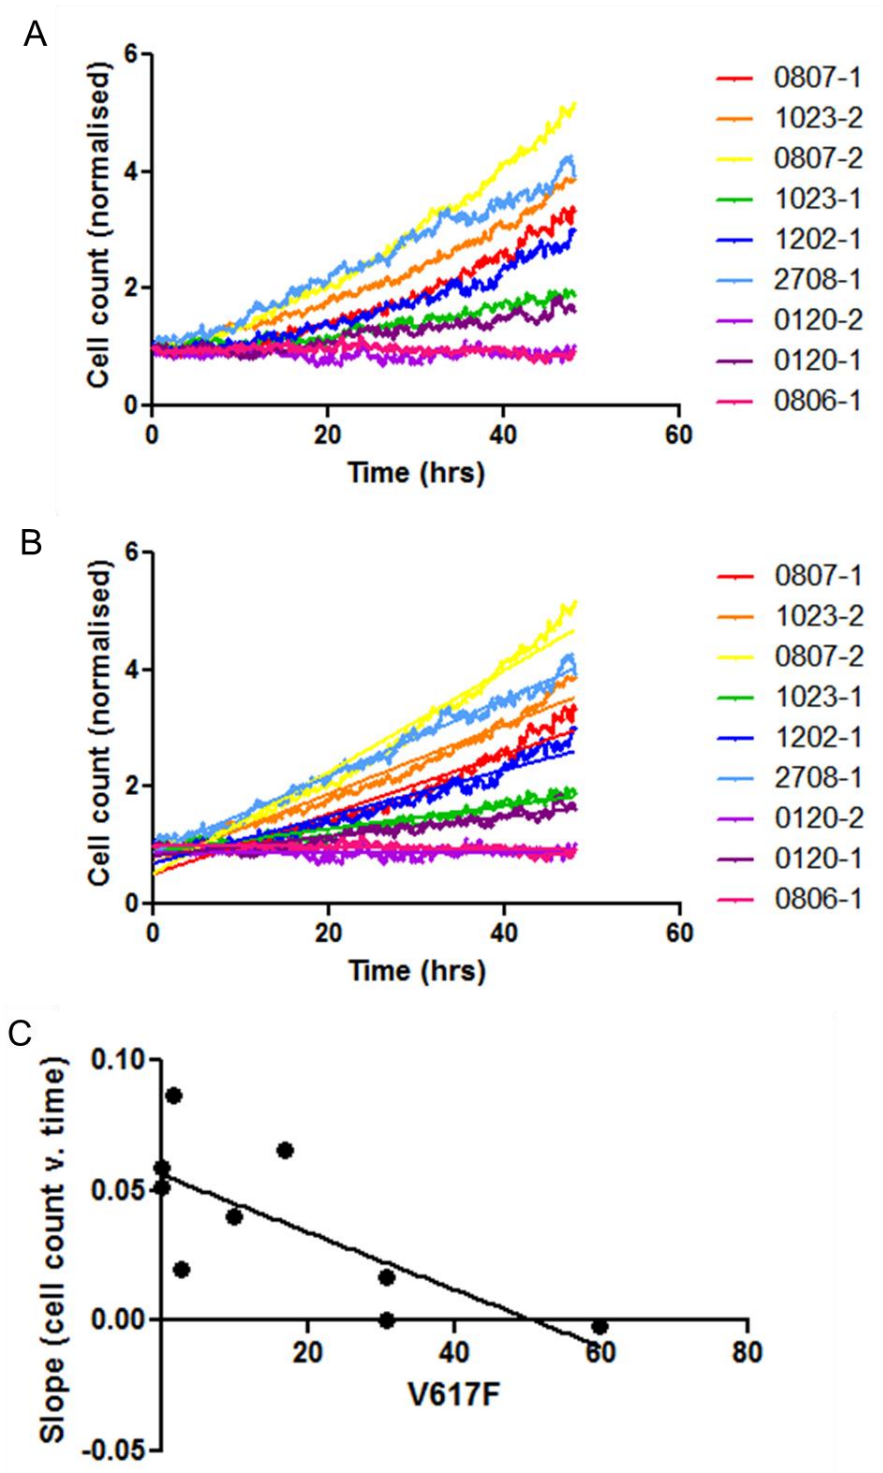 A
Cell count (normalised)
6
4
2
0
0 20 40 60
Time (hrs)
0807-1
1023-2
0807-2
1023-1
1202-1
2708-1
0120-2
0120-1
0806-1
B
Cell count (normalised)
6
4
2
0
0 20 40 60
Time (hrs)
0807-1
1023-2
0807-2
1023-1
1202-1
2708-1
0120-2
0120-1
0806-1
C
Slope (cell count v. time)
0.10
0.05
0.00
-0.05
20 40 60 80
V617F